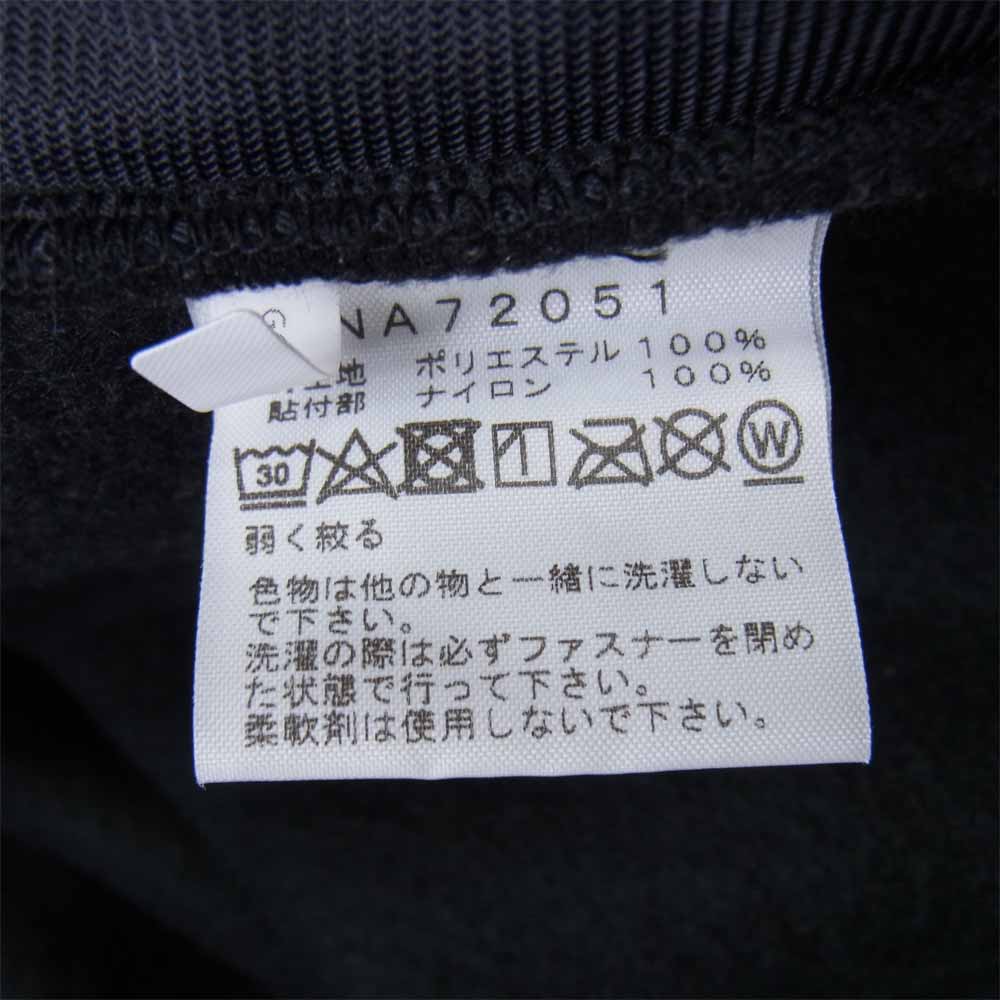 G NA72051
地 ポリエステル 100%
貼付部 ナイロン 100%
30 W
弱く絞る
色物は他の物と一緒に洗濯しない
で下さい。
洗濯の際は必ずファスナーを閉め
た状態で行って下さい。
柔軟剤は使用しないで下さい。